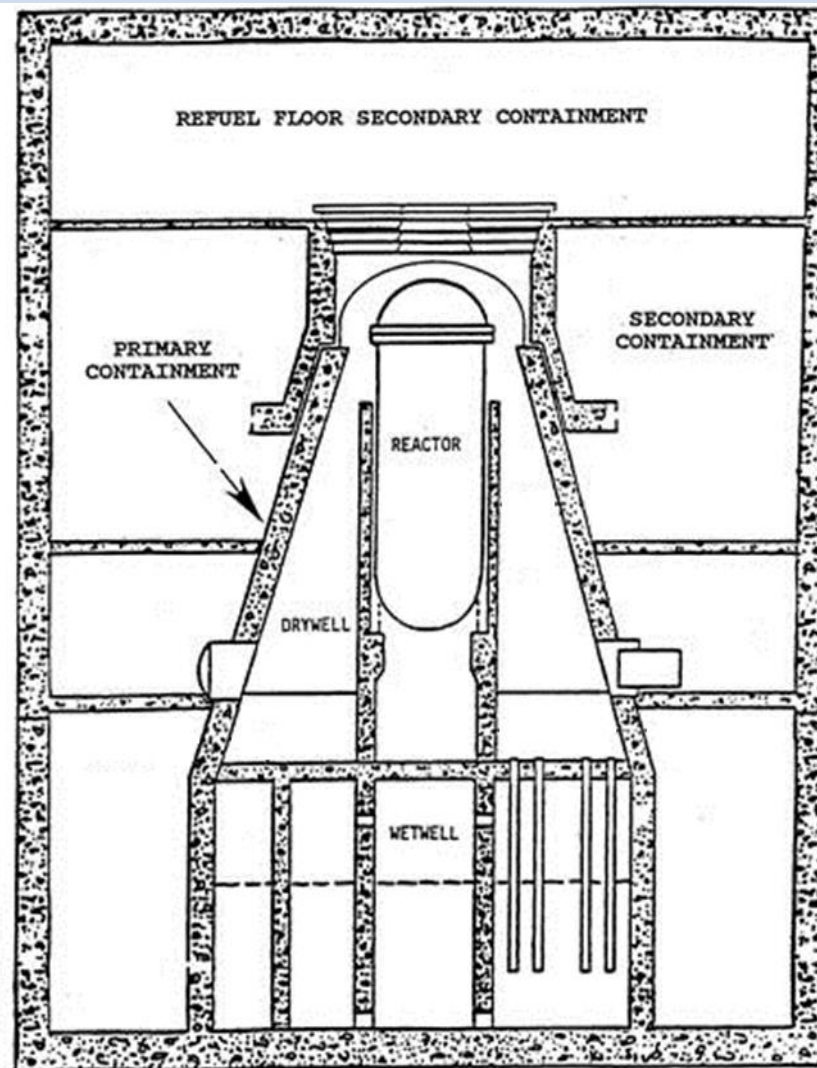 REFUEL FLOOR SECONDARY CONTAINMENT
PRIMARY
CONTAINMENT
SECONDARY
CONTAINMENT
REACTOR
DRYWELL
WETWELL